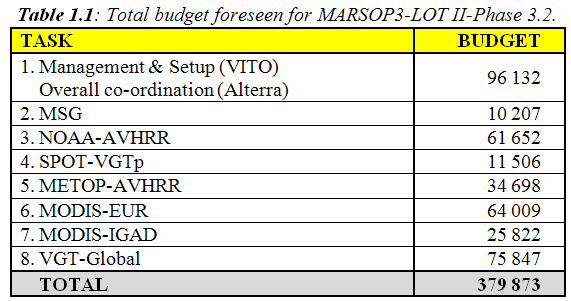 Table 1.1: Total budget foreseen for MARSOP3-LOT II-Phase 3.2.
TASK BUDGET
1. Management & Setup (VITO)
Overall co-ordination (Alterra) 96 132
2. MSG 10 207
3. NOAA-AVHRR 61 652
4. SPOT-VGTp 11 506
5. METOP-AVHRR 34 698
6. MODIS-EUR 64 009
7. MODIS-IGAD 25 822
8. VGT-Global 75 847
TOTAL 379 873